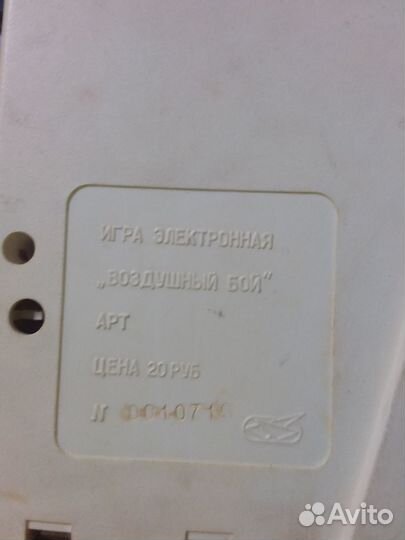 ИГРА ЭЛЕКТРОННАЯ
„ВОЗДУШНЫЙ БОЙ“
АРТ
ЦЕНА 20 РУБ
N
Avito